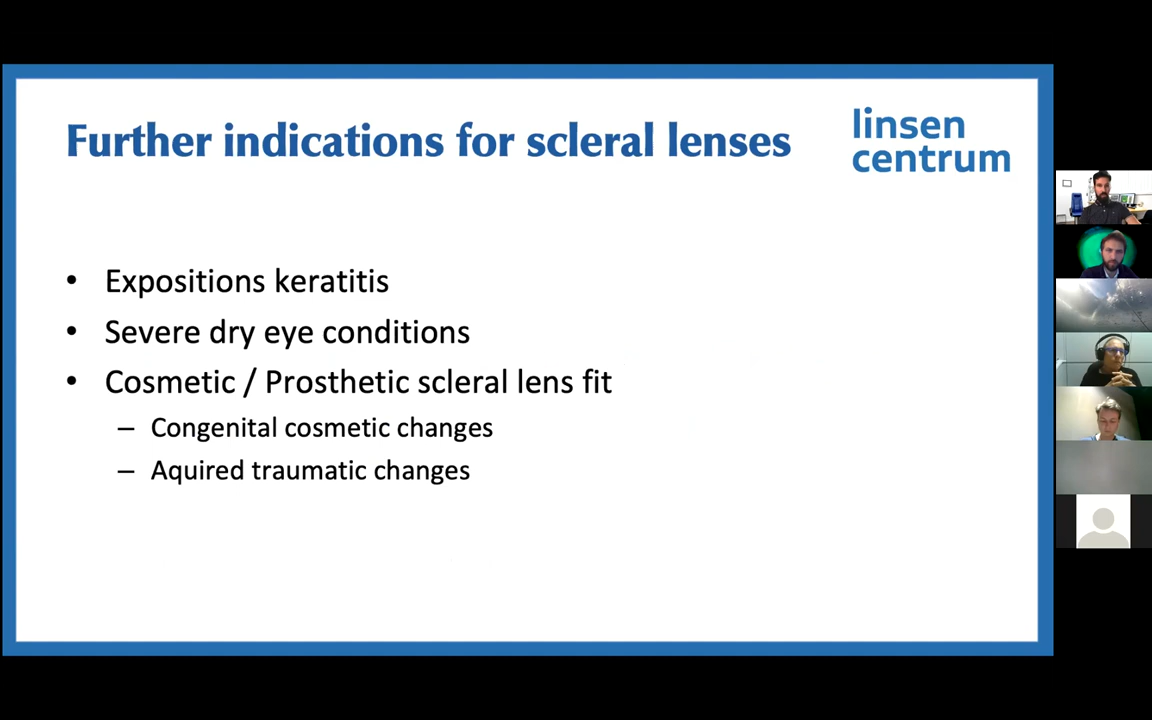 Further indications for scleral lenses
linsen
centrum
• Expositions keratitis
• Severe dry eye conditions
• Cosmetic / Prosthetic scleral lens fit
– Congenital cosmetic changes
– Aquired traumatic changes